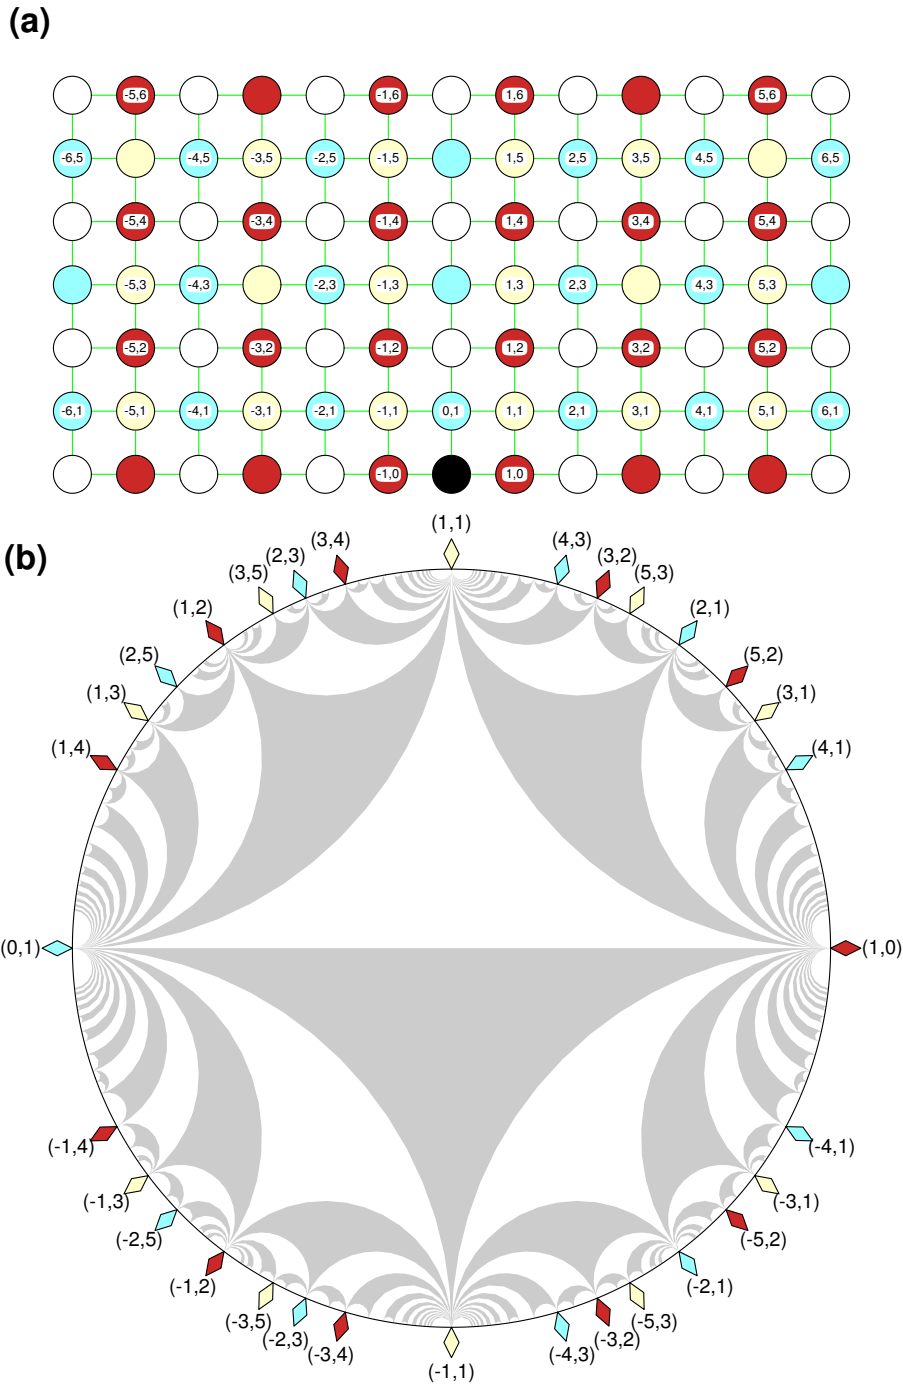 (a)
-5,6 -1,6 1,6 5,6
-6,5 -4,5 -3,5 -2,5 -1,5 1,5 2,5 3,5 4,5 6,5
-5,4 -3,4 -1,4 1,4 3,4 5,4
-5,3 -4,3 -2,3 -1,3 1,3 2,3 4,3 5,3
-5,2 -3,2 -1,2 1,2 3,2 5,2
-6,1 -5,1 -4,1 -3,1 -2,1 -1,1 0,1 1,1 2,1 3,1 4,1 5,1 6,1
-1,0 1,0
(b)
(1,1)
(3,4) (4,3)
(2,3) (3,2)
(3,5) (5,3)
(1,2) (2,1)
(2,5) (5,2)
(1,3) (3,1)
(1,4) (4,1)
(0,1) (1,0)
(-1,4) (-4,1)
(-1,3) (-3,1)
(-2,5) (-5,2)
(-1,2) (-2,1)
(-3,5) (-5,3)
(-2,3) (-3,2)
(-3,4) (-4,3)
(-1,1)